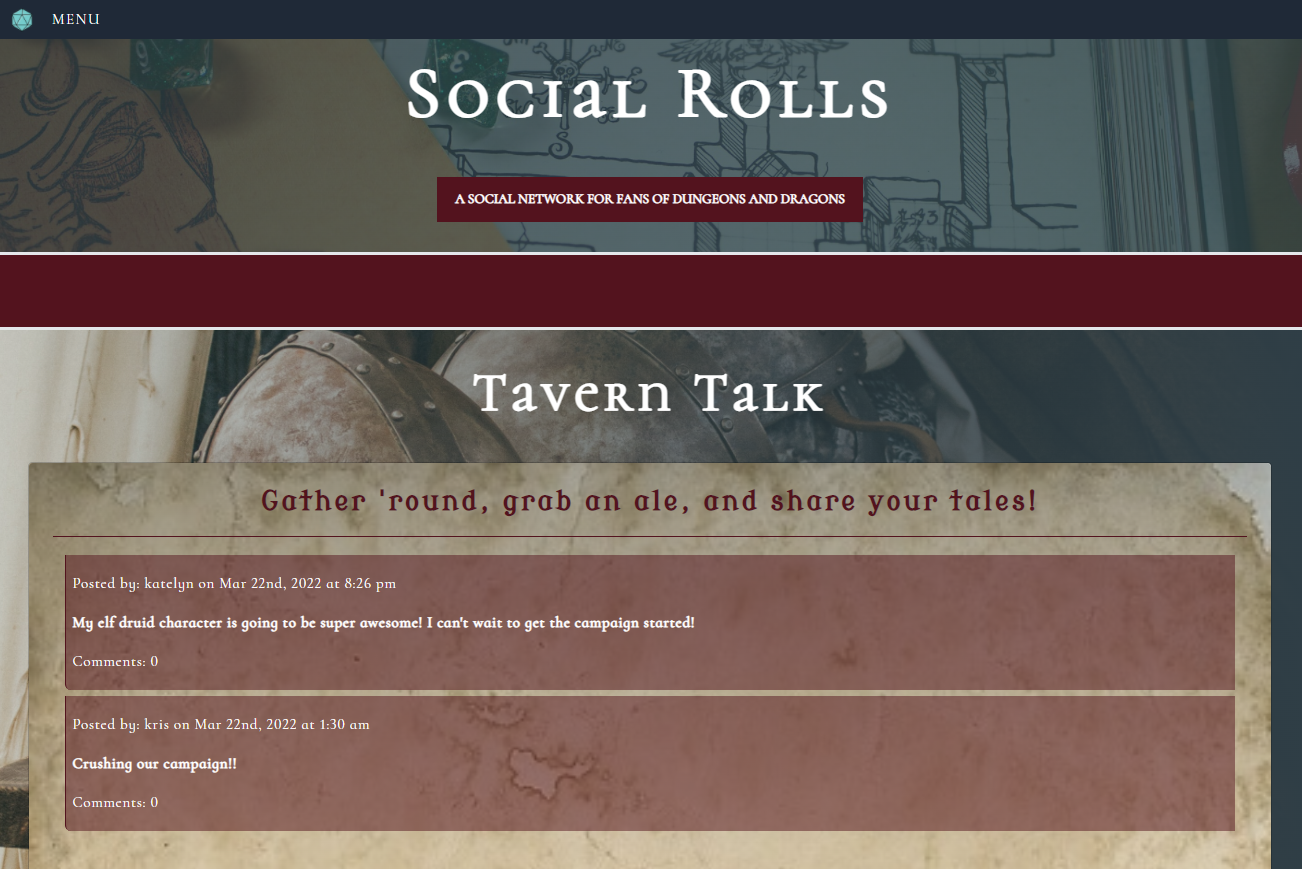 MENU
Social Rolls
A SOCIAL NETWORK FOR FANS OF DUNGEONS AND DRAGONS
Tavern Talk
Gather 'round, grab an ale, and share your tales!
Posted by: katelyn on Mar 22nd, 2022 at 8:26 pm
My elf druid character is going to be super awesome! I can't wait to get the campaign started!
Comments: 0
Posted by: kris on Mar 22nd, 2022 at 1:30 am
Crushing our campaign!!
Comments: 0